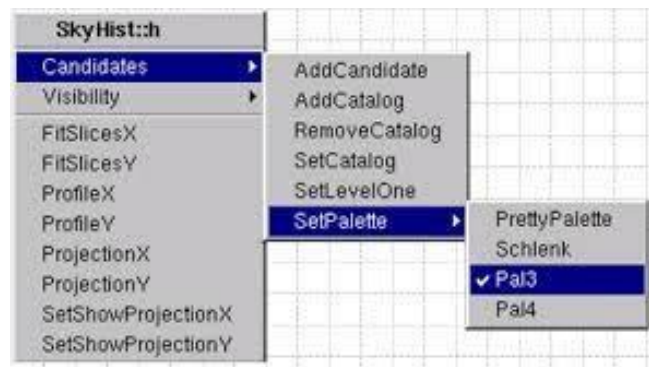 SkyHist::h
Candidates
Visibility
FitSlicesX
FitSlicesY
ProfileX
ProfileY
ProjectionX
ProjectionY
SetShowProjectionX
SetShowProjectionY
AddCandidate
AddCatalog
RemoveCatalog
SetCatalog
SetLevelOne
SetPalette
PrettyPalette
Schlenk
Pal3
Pal4